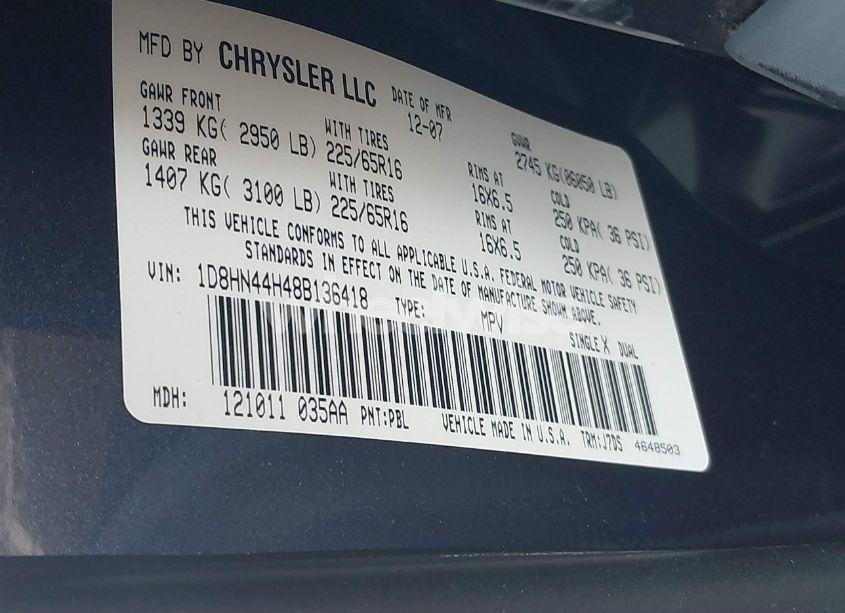 MFD BY CHRYSLER LLC DATE OF MFR 12-07 GVWR 2745 KG(06050 LB)
GAWR FRONT WITH TIRES RIMS AT COLD
1339 KG( 2950 LB) 225/65R16 16X6.5 250 KPA( 36 PSI)
GAWR REAR WITH TIRES RIMS AT COLD
1407 KG( 3100 LB) 225/65R16 16X6.5 250 KPA( 36 PSI)
THIS VEHICLE CONFORMS TO ALL APPLICABLE U.S.A. FEDERAL MOTOR VEHICLE SAFETY
STANDARDS IN EFFECT ON THE DATE OF MANUFACTURE SHOWN ABOVE.
VIN: 1D8HN44H48B136418 TYPE: MPV SINGLE X DUAL
MDH: 121011 035AA PNT:PBL VEHICLE MADE IN U.S.A. TRM:J7DS 4648503